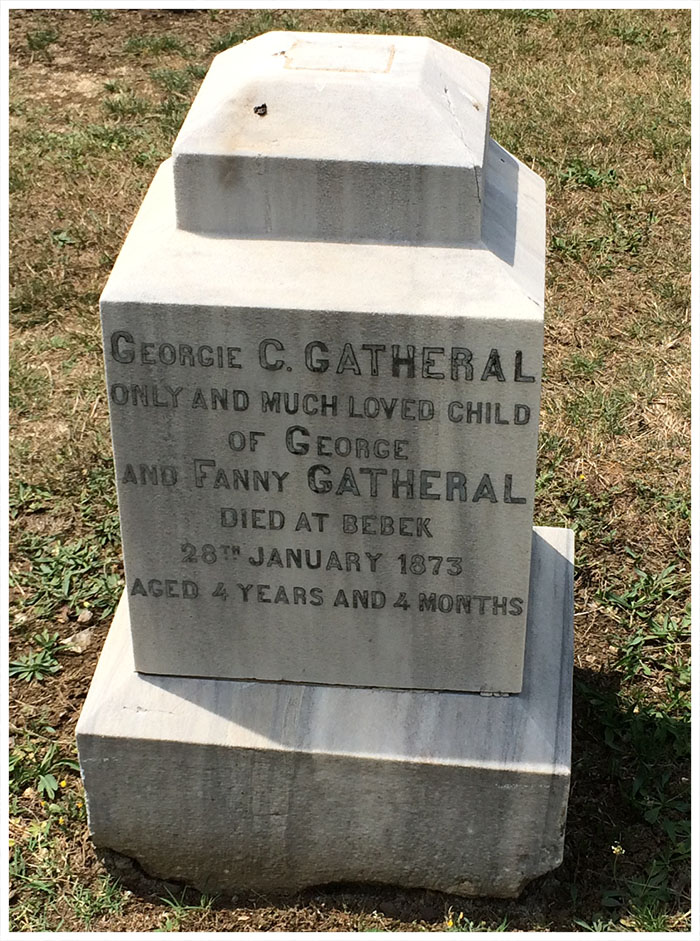 GEORGIE C. GATHERAL
ONLY AND MUCH LOVED CHILD
OF GEORGE
AND FANNY GATHERAL
DIED AT BEBEK
28TH JANUARY 1873
AGED 4 YEARS AND 4 MONTHS